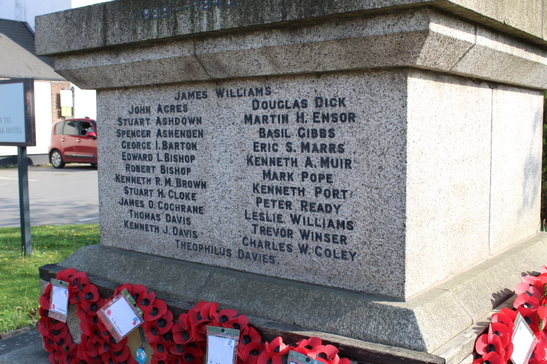 JAMES WILLIAMS
JOHN ACRES
STUART ASHDOWN
SPENCER ASHENDEN
GEORGE I. BARTON
EDWARD L. BISHOP
ROBERT BISHOP
KENNETH R. M. BROWN
STUART H. CLOKE
JAMES D. COCHRANE
THOMAS DAVIS
KENNETH J. DAVIS
THEOPHILUS DAVIES
DOUGLAS DICK
MARTIN H. ENSOR
BASIL GIBBS
ERIC S. MARRS
KENNETH A. MUIR
MARK POPE
KENNETH PORT
PETER READY
LESLIE WILLIAMS
TREVOR WINSER
CHARLES W. COLEY
HOTEL